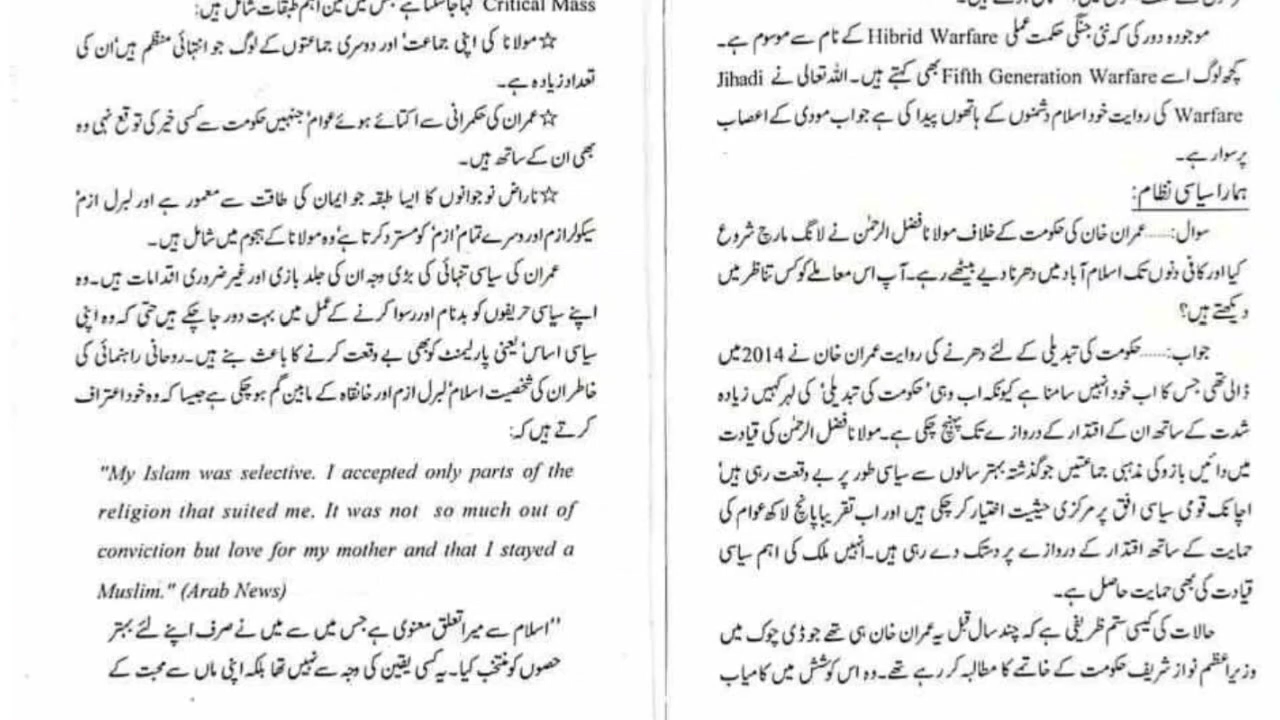 موجودہ دور کی کہ نئی جنگی حکمت عملی Hibrid Warfare کے نام سے موسوم ہے۔
کچھ لوگ اسے Fifth Generation Warfare بھی کہتے ہیں۔ اللہ تعالی نے Jihadi
Warfare کی روایت خود اسلام دشمنوں کے ہاتھوں پیدا کی ہے جو اب مودی کے اعصاب
پر سوار ہے۔
ہمارا سیاسی نظام:
سوال:......عمران خان کی حکومت کے خلاف مولانا فضل الرحمٰن نے لانگ مارچ شروع
کیا اور کافی دنوں تک اسلام آباد میں دھرنا دیے بیٹھے رہے۔ آپ اس معاملے کو کس تناظر میں
دیکھتے ہیں؟
جواب:......حکومت کی تبدیلی کے لئے دھرنے کی روایت عمران خان نے 2014 میں
ڈالی تھی جس کا اب خود انہیں سامنا ہے کیونکہ اب وہی 'حکومت کی تبدیلی' کی لہر کہیں زیادہ
شدت کے ساتھ ان کے اقتدار کے دروازے تک پہنچ چکی ہے۔ مولانا فضل الرحمٰن کی قیادت
میں دائیں بازو کی مذہبی جماعتیں جو گذشتہ بہتر سالوں سے سیاسی طور پر بے وقعت رہی ہیں'
اچانک قومی سیاسی افق پر مرکزی حیثیت اختیار کر چکی ہیں اور اب تقریبا پانچ لاکھ عوام کی
حمایت کے ساتھ اقتدار کے دروازے پر دستک دے رہی ہیں۔ انہیں ملک کی اہم سیاسی
قیادت کی بھی حمایت حاصل ہے۔
حالات کی کیسی ستم ظریفی ہے کہ چند سال قبل یہ عمران خان ہی تھے جو ڈی چوک میں
وزیراعظم نواز شریف حکومت کے خاتمے کا مطالبہ کر رہے تھے۔ وہ اس کوشش میں کامیاب
Critical Mass کہا جا سکتا ہے جس میں تین اہم طبقات شامل ہیں:
☆مولانا کی اپنی جماعت' اور دوسری جماعتوں کے لوگ جو انتہائی منظم ہیں' ان کی
تعداد زیادہ ہے۔
☆عمران کی حکمرانی سے اکتائے ہوئے عوام' جنہیں حکومت سے کسی خیر کی توقع نہیں وہ
بھی ان کے ساتھ ہیں۔
☆ناراض نوجوانوں کا ایسا طبقہ جو ایمان کی طاقت سے معمور ہے اور لبرل ازم'
سیکولر ازم اور دوسرے تمام' ازم' کو مسترد کرتا ہے' وہ مولانا کے ہجوم میں شامل ہیں۔
عمران کی سیاسی تنہائی کی بڑی وجہ ان کی جلد بازی اور غیر ضروری اقدامات ہیں۔ وہ
اپنے سیاسی حریفوں کو بدنام اور رسوا کرنے کے عمل میں بہت دور جا چکے ہیں حتی کہ وہ اپنی
سیاسی اساس' یعنی پارلیمنٹ کو بھی بے وقعت کرنے کا باعث بنے ہیں۔ روحانی راہنمائی کی
خاطر ان کی شخصیت اسلام' لبرل ازم اور خانقاہ کے مابین گم ہو چکی ہے جیسا کہ وہ خود اعتراف
کرتے ہیں کہ:
"My Islam was selective. I accepted only parts of the
religion that suited me. It was not so much out of
conviction but love for my mother and that I stayed a
Muslim." (Arab News)
"اسلام سے میرا تعلق معنوی ہے جس میں سے میں نے صرف اپنے لئے بہتر
حصوں کو منتخب کیا۔ یہ کسی یقین کی وجہ سے نہیں تھا بلکہ اپنی ماں سے محبت کے